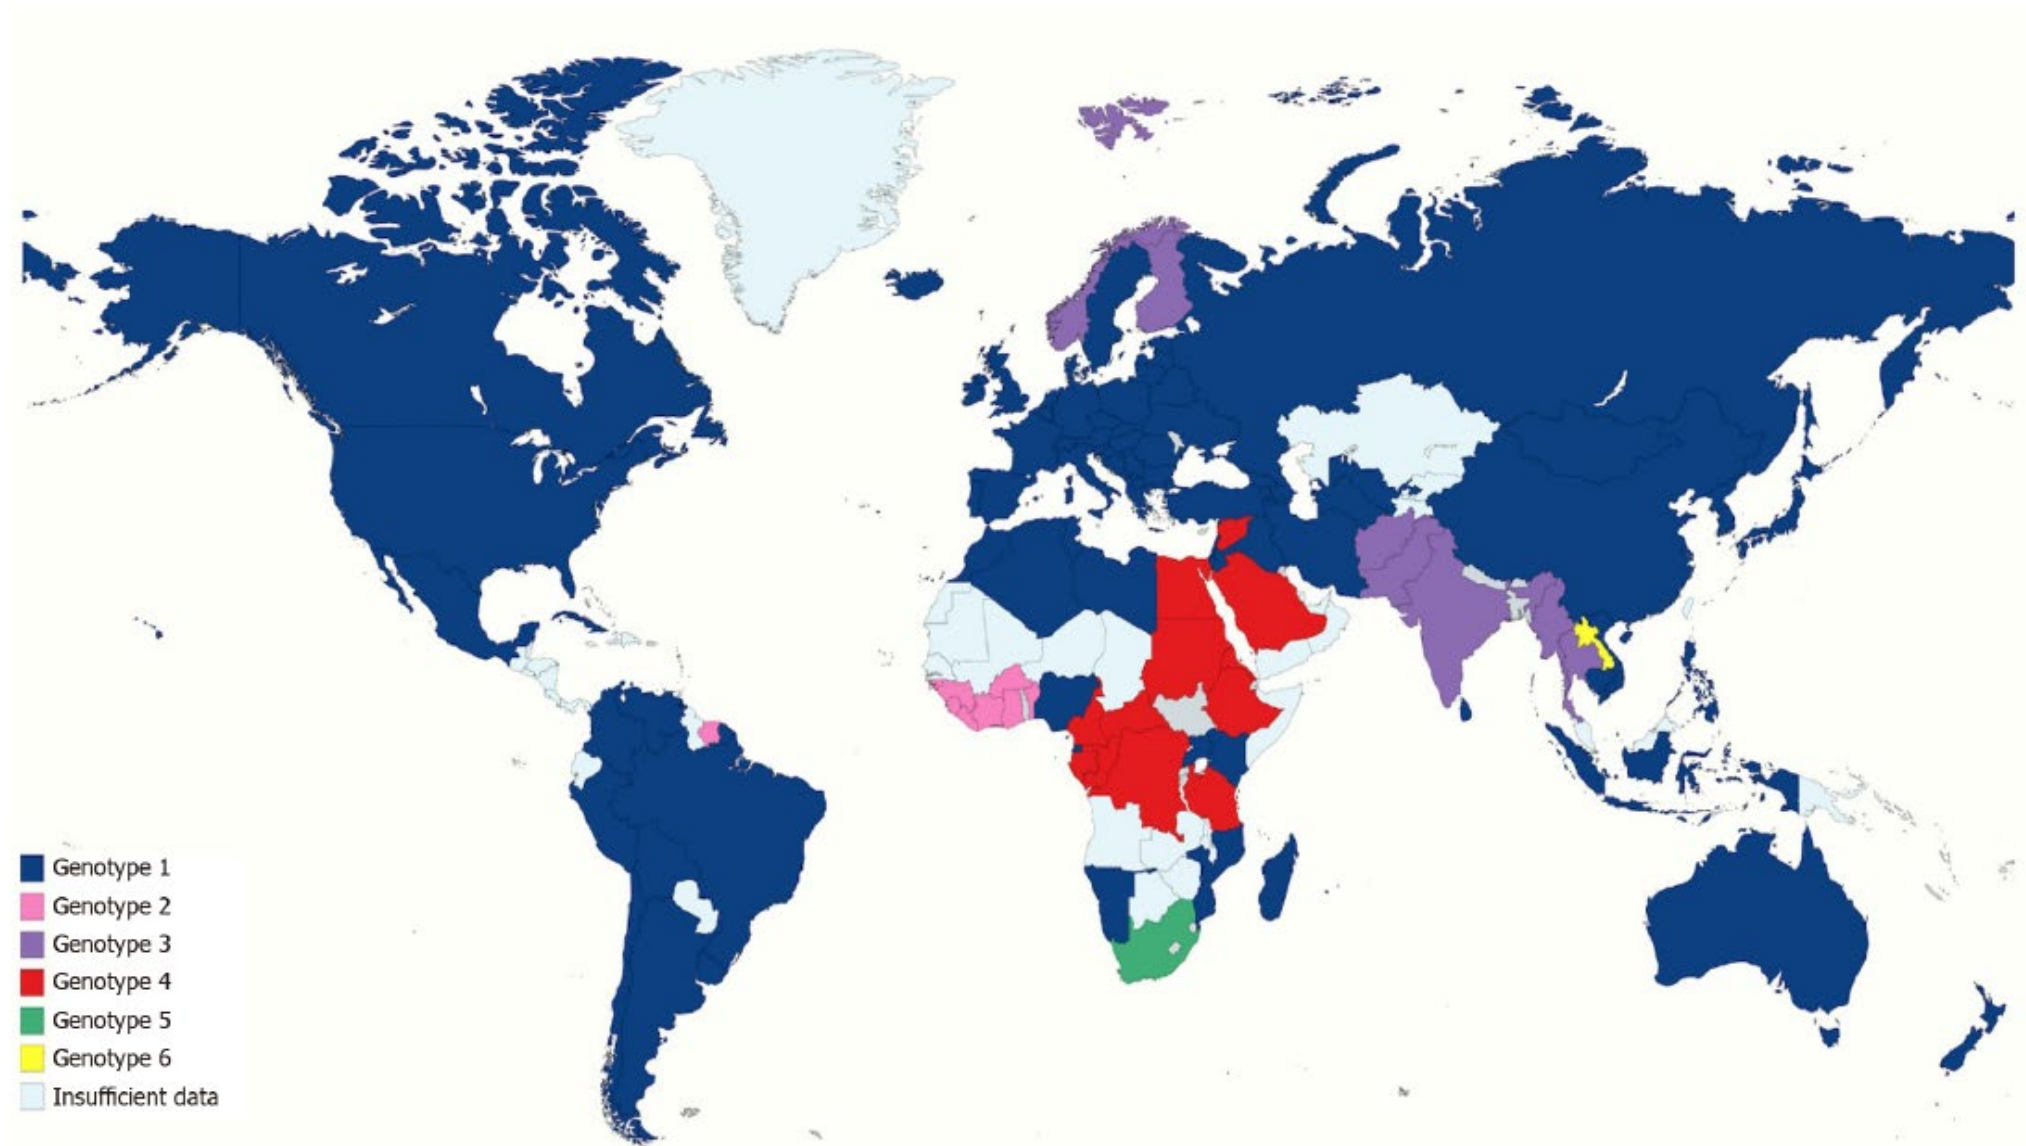 Genotype 1
Genotype 2
Genotype 3
Genotype 4
Genotype 5
Genotype 6
Insufficient data